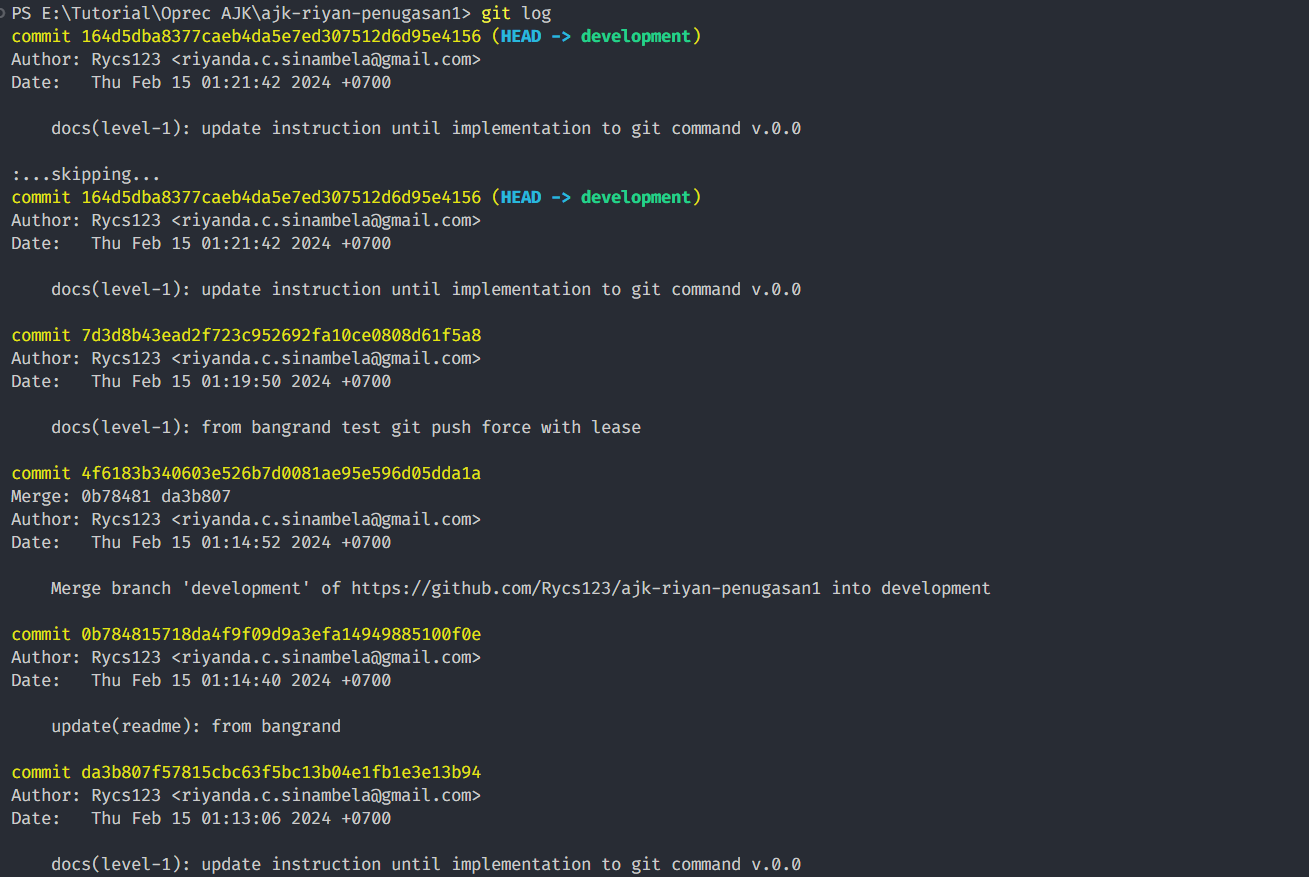 PS E:\Tutorial\Oprec AJK\ajk-riyan-penugasan1> git log
commit 164d5dba8377caeb4da5e7ed307512d6d95e4156 (HEAD -> development)
Author: Rycs123 <riyanda.c.sinambela@gmail.com>
Date:   Thu Feb 15 01:21:42 2024 +0700
    docs(level-1): update instruction until implementation to git command v.0.0
:...skipping...
commit 164d5dba8377caeb4da5e7ed307512d6d95e4156 (HEAD -> development)
Author: Rycs123 <riyanda.c.sinambela@gmail.com>
Date:   Thu Feb 15 01:21:42 2024 +0700
    docs(level-1): update instruction until implementation to git command v.0.0
commit 7d3d8b43ead2f723c952692fa10ce0808d61f5a8
Author: Rycs123 <riyanda.c.sinambela@gmail.com>
Date:   Thu Feb 15 01:19:50 2024 +0700
    docs(level-1): from bangrand test git push force with lease
commit 4f6183b340603e526b7d0081ae95e596d05dda1a
Merge: 0b78481 da3b807
Author: Rycs123 <riyanda.c.sinambela@gmail.com>
Date:   Thu Feb 15 01:14:52 2024 +0700
    Merge branch 'development' of https://github.com/Rycs123/ajk-riyan-penugasan1 into development
commit 0b784815718da4f9f09d9a3efa14949885100f0e
Author: Rycs123 <riyanda.c.sinambela@gmail.com>
Date:   Thu Feb 15 01:14:40 2024 +0700
    update(readme): from bangrand
commit da3b807f57815cbc63f5bc13b04e1fb1e3e13b94
Author: Rycs123 <riyanda.c.sinambela@gmail.com>
Date:   Thu Feb 15 01:13:06 2024 +0700
    docs(level-1): update instruction until implementation to git command v.0.0